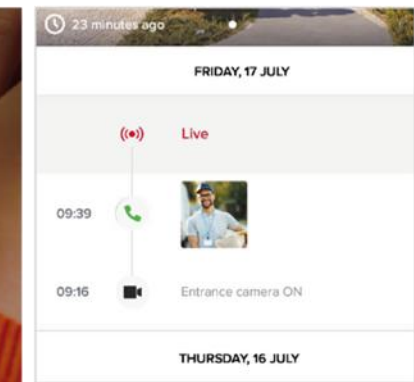 23 minutes ago
FRIDAY, 17 JULY
Live
09:39
09:16 Entrance camera ON
THURSDAY, 16 JULY